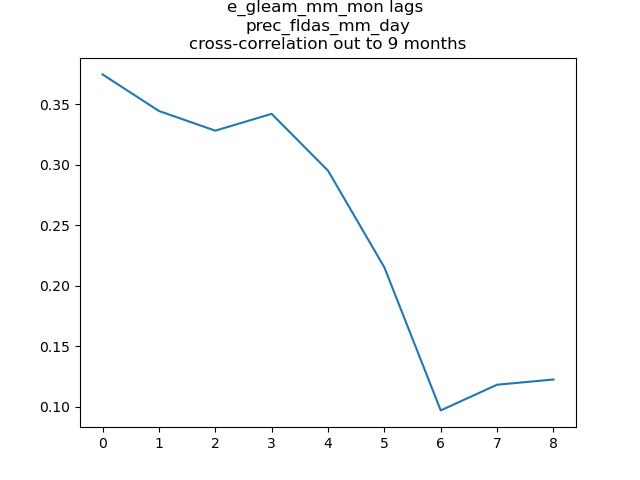 e_gleam_mm_mon lags
prec_fldas_mm_day
cross-correlation out to 9 months
0.35
0.30
0.25
0.20
0.15
0.10
0 1 2 3 4 5 6 7 8